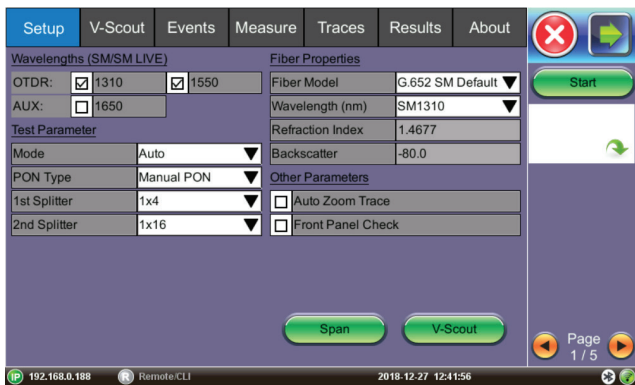 Setup V-Scout Events Measure Traces Results About
Wavelengths (SM/SM LIVE)
OTDR: 1310 1550
AUX: 1650
Test Parameter
Mode Auto
PON Type Manual PON
1st Splitter 1x4
2nd Splitter 1x16
Fiber Properties
Fiber Model G.652 SM Default
Wavelength (nm) SM1310
Refraction Index 1.4677
Backscatter -80.0
Other Parameters
Auto Zoom Trace
Front Panel Check
Span V-Scout
Start
Page
1 / 5
IP 192.168.0.188 R Remote/CLI 2018-12-27 12:41:56